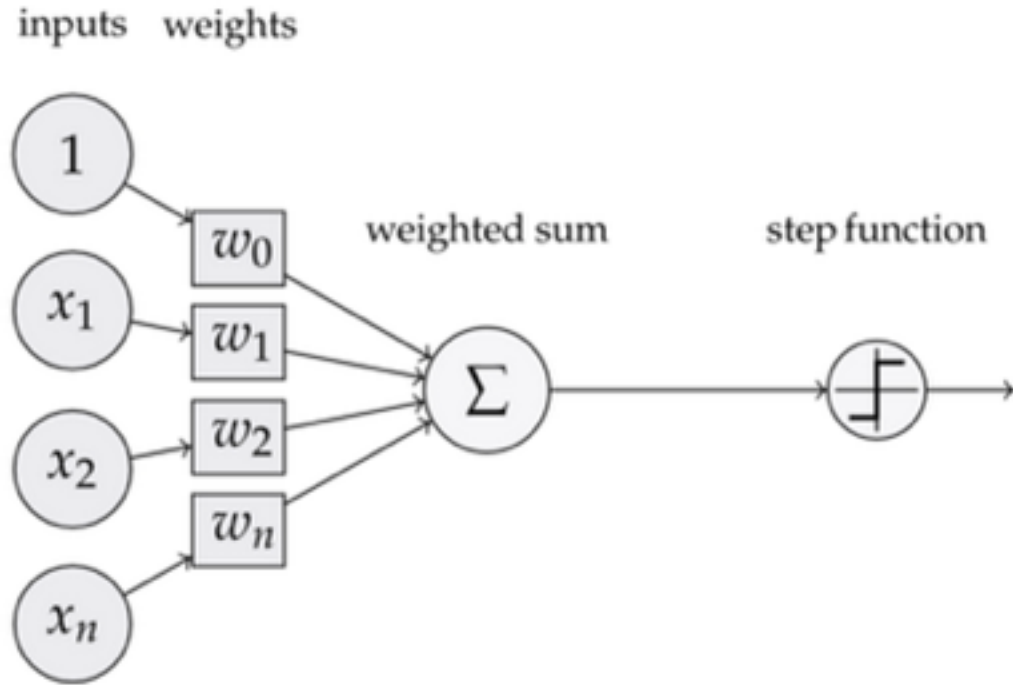 inputs weights
1
w₀
weighted sum
step function
x₁
w₁
Σ
x₂
w₂
wₙ
xₙ